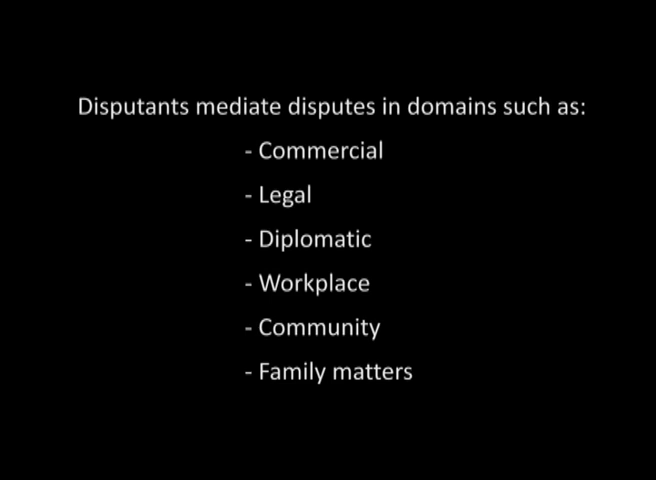 Disputants mediate disputes in domains such as:
- Commercial
- Legal
- Diplomatic
- Workplace
- Community
- Family matters